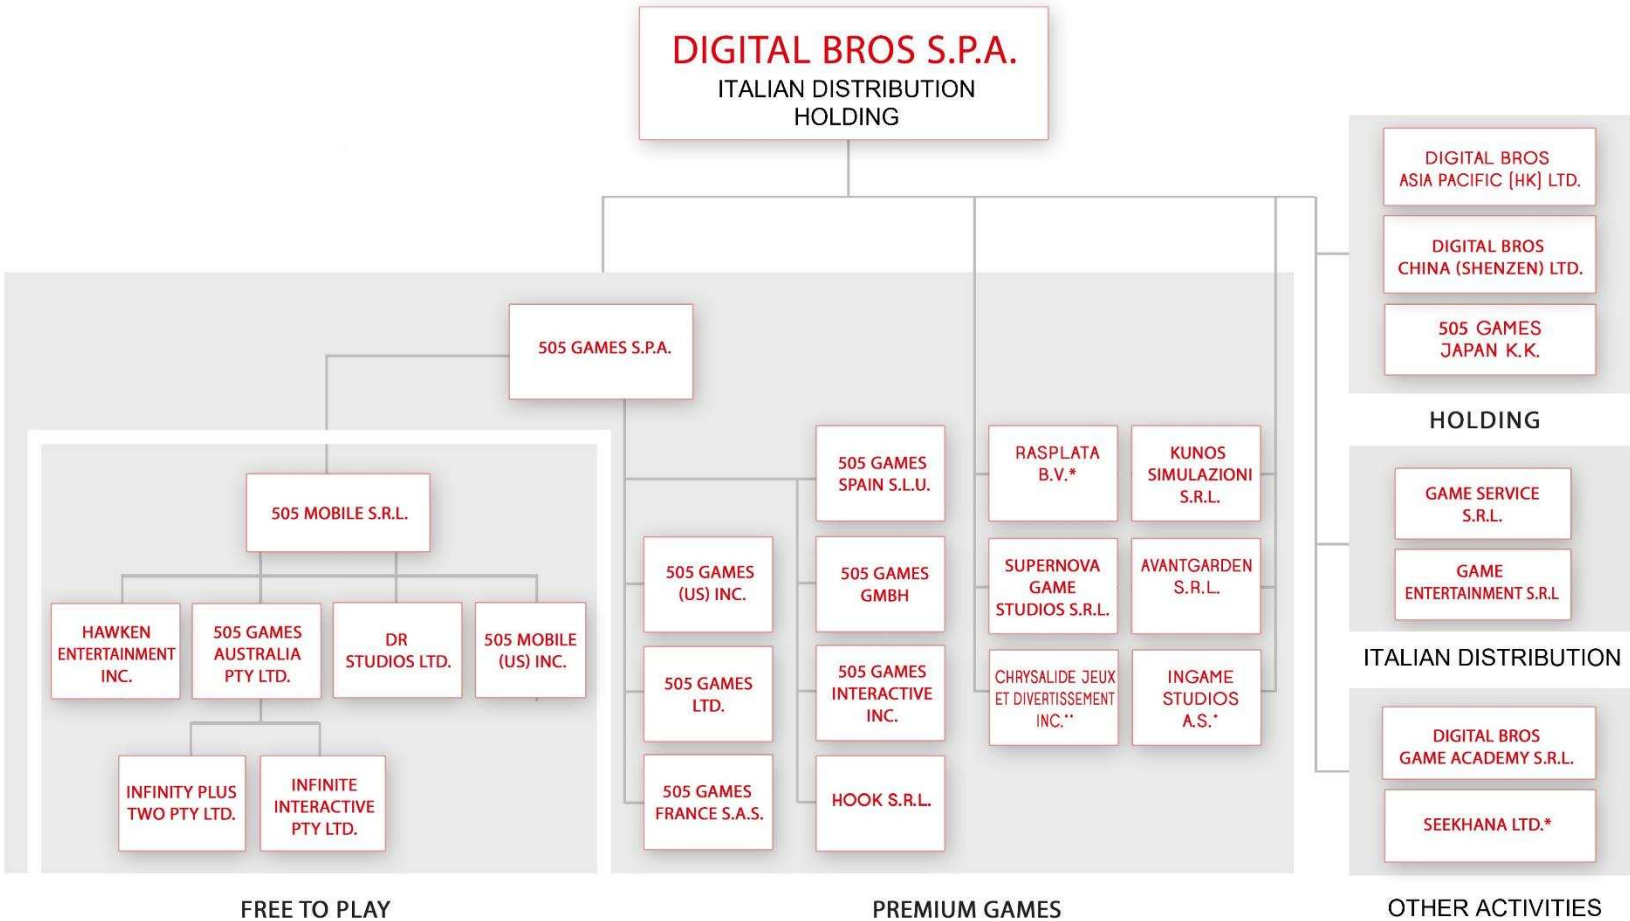 DIGITAL BROS S.P.A.
ITALIAN DISTRIBUTION
HOLDING
DIGITAL BROS
ASIA PACIFIC (HK) LTD.
DIGITAL BROS
CHINA (SHENZEN) LTD.
505 GAMES
JAPAN K.K.
HOLDING
505 GAMES S.P.A.
505 MOBILE S.R.L.
HAWKEN
ENTERTAINMENT
INC.
505 GAMES
AUSTRALIA
PTY LTD.
DR
STUDIOS LTD.
505 MOBILE
(US) INC.
INFINITY PLUS
TWO PTY LTD.
INFINITE
INTERACTIVE
PTY LTD.
FREE TO PLAY
505 GAMES
(US) INC.
505 GAMES
LTD.
505 GAMES
FRANCE S.A.S.
505 GAMES
SPAIN S.L.U.
505 GAMES
GMBH
505 GAMES
INTERACTIVE
INC.
HOOK S.R.L.
RASPLATA
B.V.*
SUPERNOVA
GAME
STUDIOS S.R.L.
CHRYSALIDE JEUX
ET DIVERTISSEMENT
INC.**
KUNOS
SIMULAZIONI
S.R.L.
AVANTGARDEN
S.R.L.
INGAME
STUDIOS
A.S.*
PREMIUM GAMES
GAME SERVICE
S.R.L.
GAME
ENTERTAINMENT S.R.L
ITALIAN DISTRIBUTION
DIGITAL BROS
GAME ACADEMY S.R.L.
SEEKHANA LTD.*
OTHER ACTIVITIES